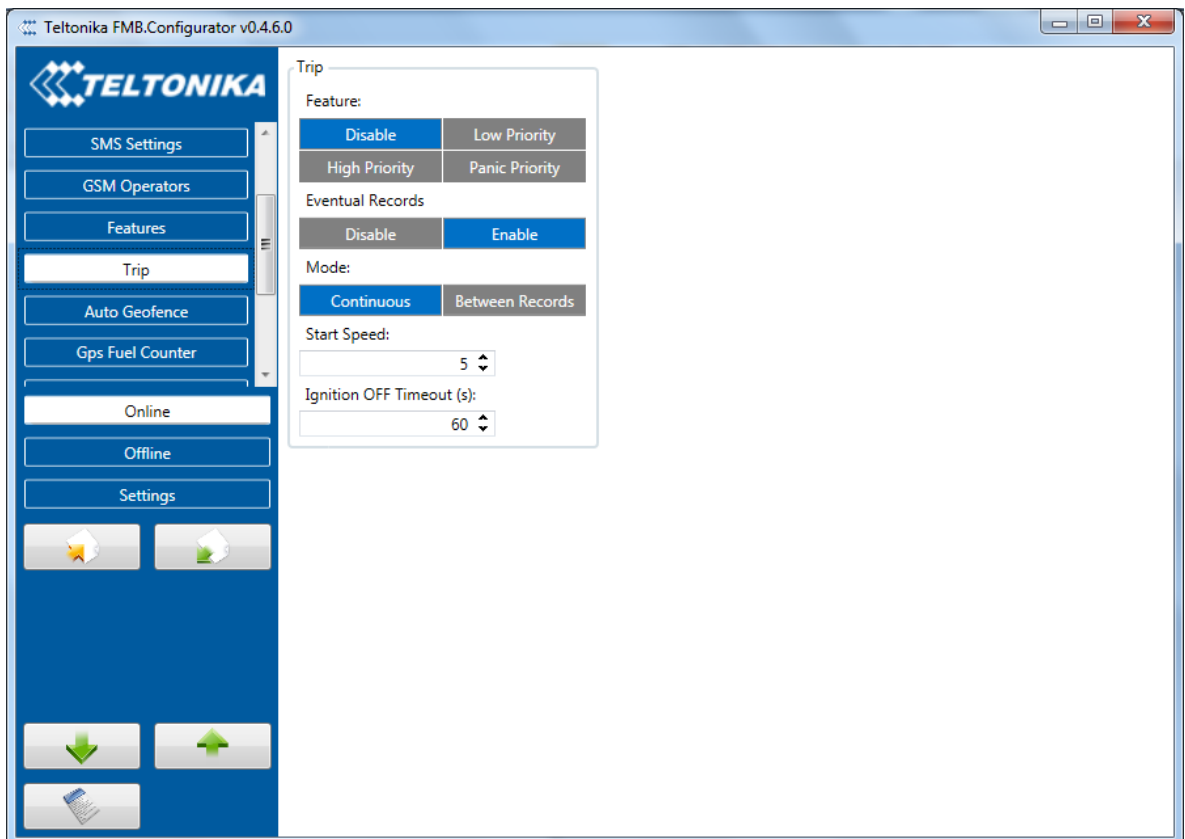 Teltonika FMB.Configurator v0.4.6.0
TELTONIKA
SMS Settings
GSM Operators
Features
Trip
Auto Geofence
Gps Fuel Counter
Online
Offline
Settings
Trip
Feature:
Disable Low Priority
High Priority Panic Priority
Eventual Records
Disable Enable
Mode:
Continuous Between Records
Start Speed:
5
Ignition OFF Timeout (s):
60